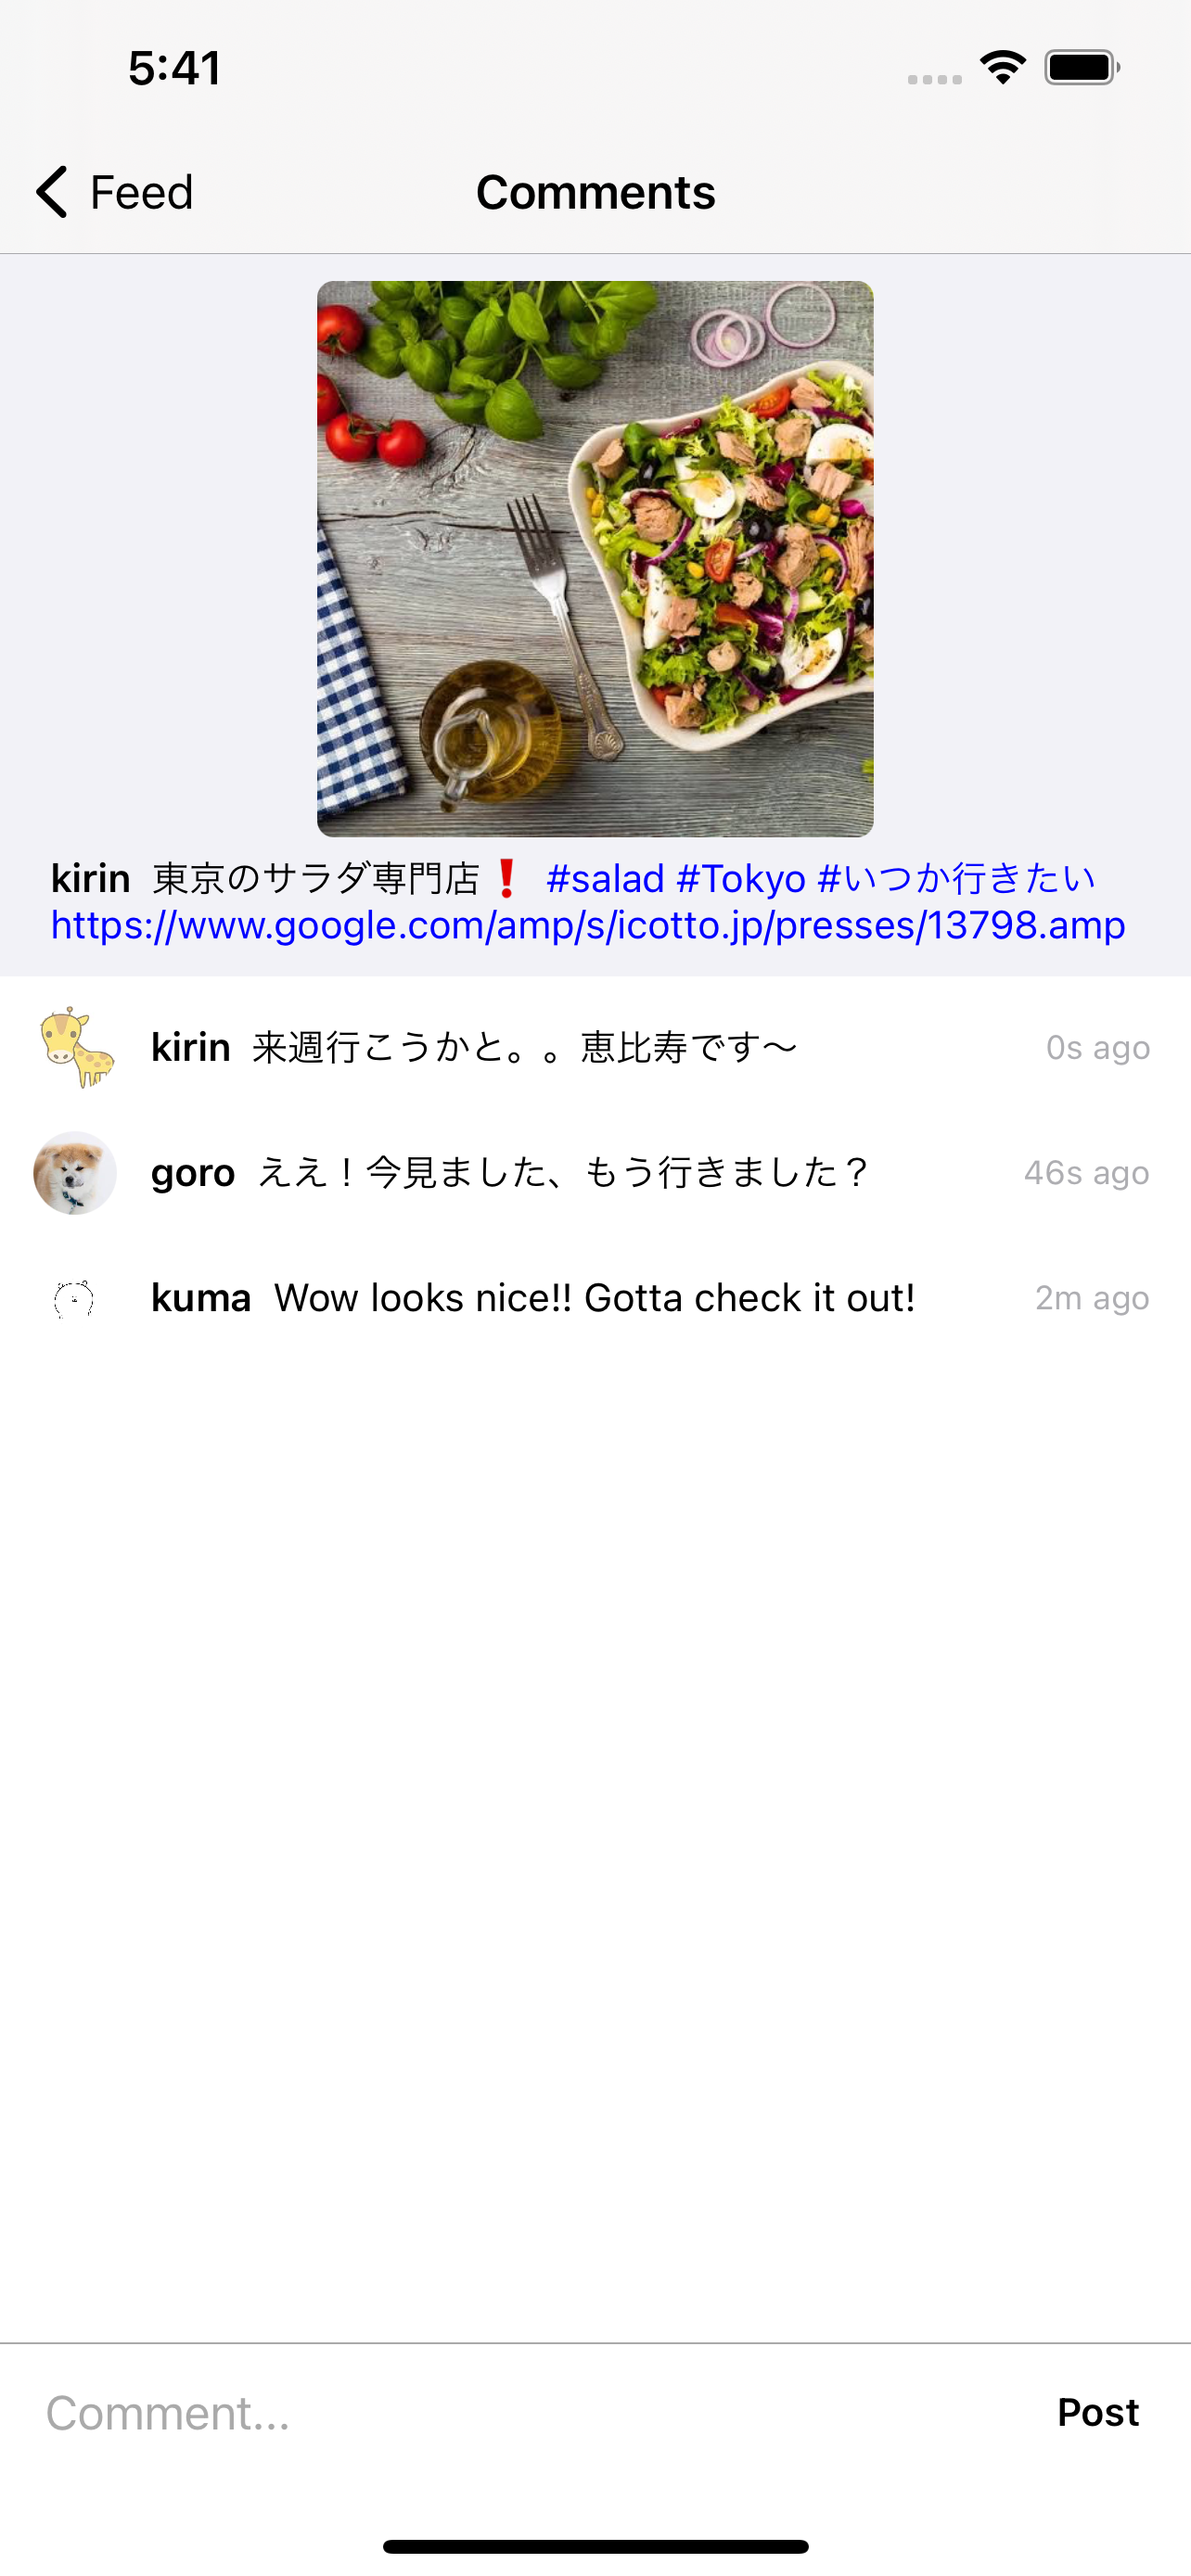 5:41
Feed
Comments
kirin 東京のサラダ専門店❗ #salad #Tokyo #いつか行きたい
https://www.google.com/amp/s/icotto.jp/presses/13798.amp
kirin 来週行こうかと。。恵比寿です〜 0s ago
goro ええ！今見ました、もう行きました？ 46s ago
kuma Wow looks nice!! Gotta check it out! 2m ago
Comment... Post